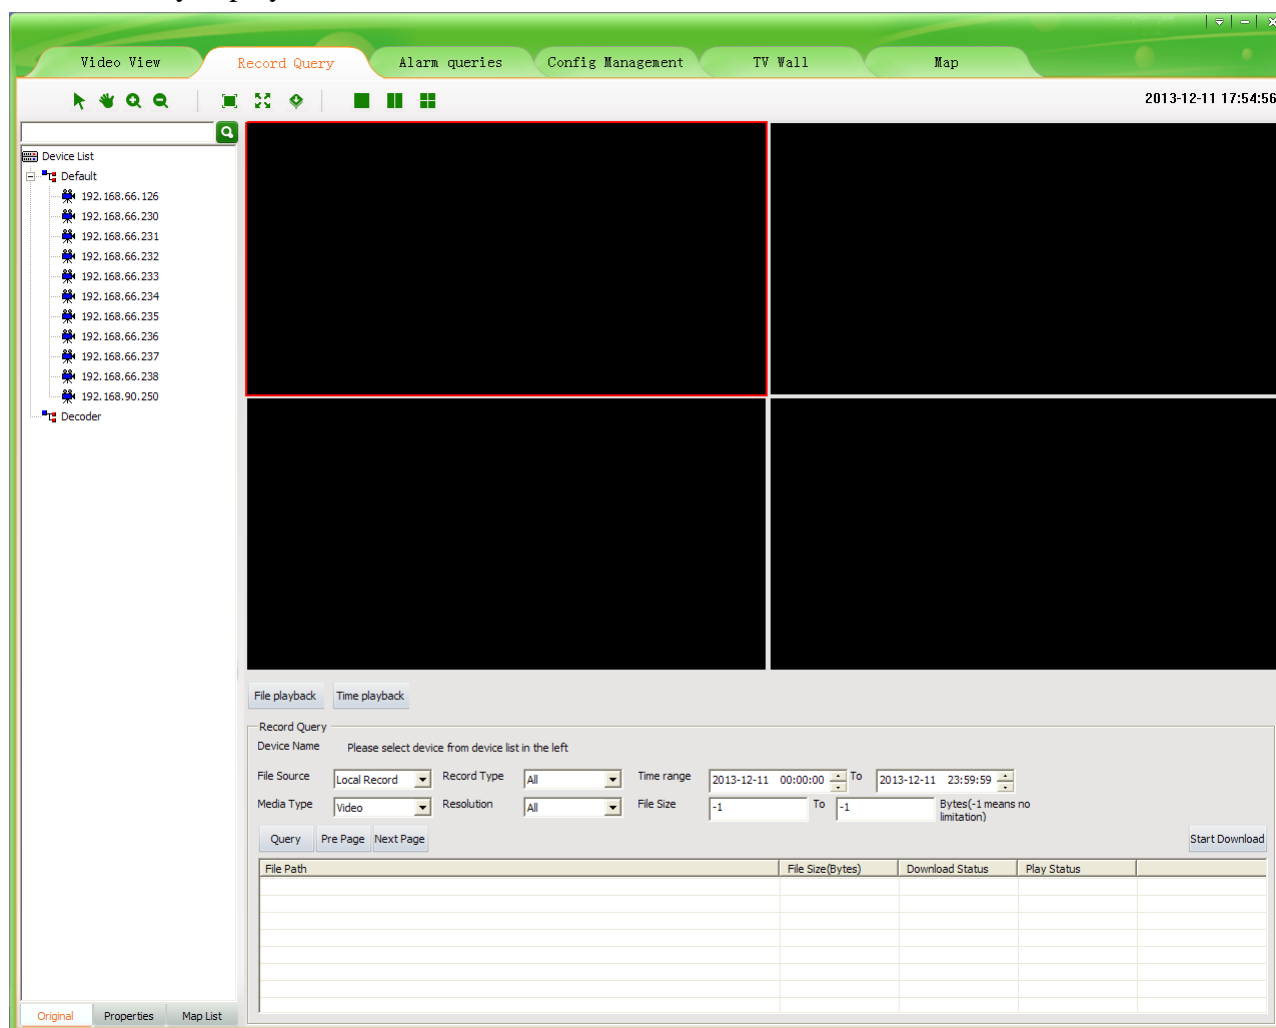 Video View Record Query Alarm queries Config Management TV Wall Map
2013-12-11 17:54:56
Device List
Default
192.168.66.126
192.168.66.230
192.168.66.231
192.168.66.232
192.168.66.233
192.168.66.234
192.168.66.235
192.168.66.236
192.168.66.237
192.168.66.238
192.168.90.250
Decoder
File playback Time playback
Record Query
Device Name Please select device from device list in the left
File Source Local Record Record Type All Time range 2013-12-11 00:00:00 To 2013-12-11 23:59:59
Media Type Video Resolution All File Size -1 To -1 Bytes(-1 means no
limitation)
Query Pre Page Next Page Start Download
File Path File Size(Bytes) Download Status Play Status
Original Properties Map List